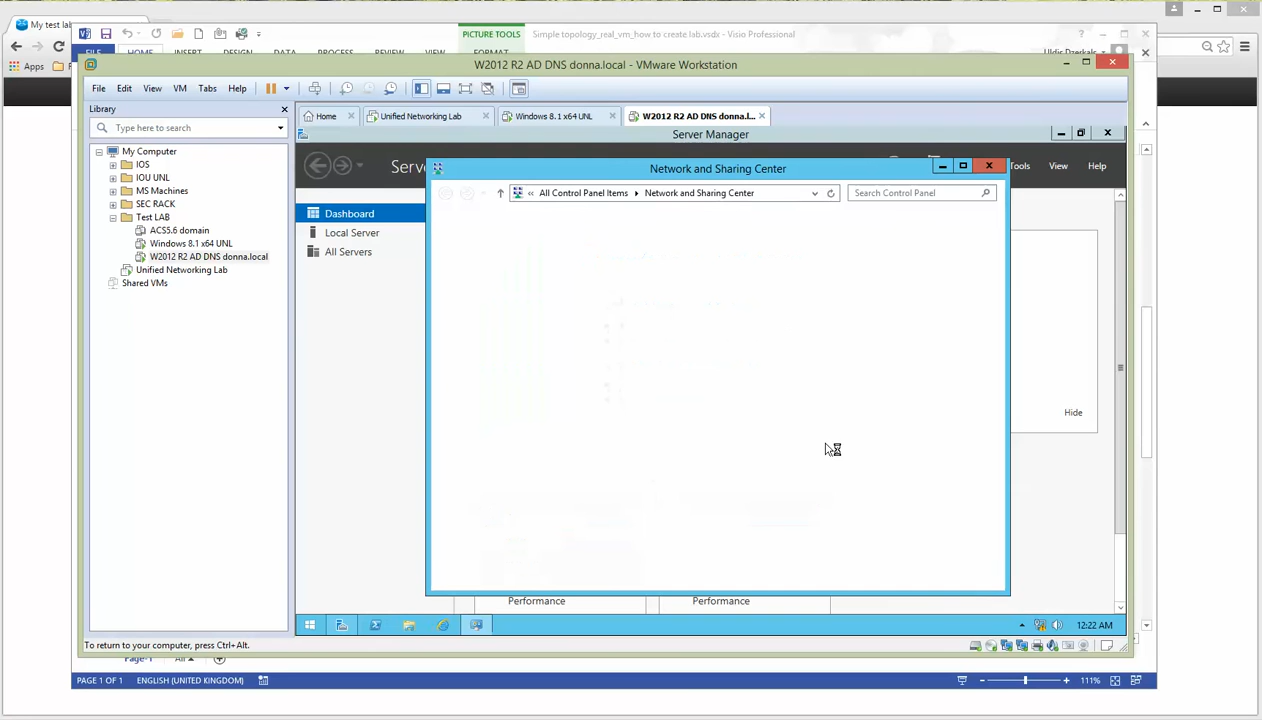 My test lab
PICTURE TOOLS
Simple topology_real_vm_how to create lab.vsdx - Visio Professional
FILE HOME INSERT DESIGN DATA PROCESS REVIEW VIEW FORMAT Uldis Dzerkals
Apps
W2012 R2 AD DNS donna.local - VMware Workstation
File Edit View VM Tabs Help
Library
Type here to search
My Computer
IOS
IOU UNL
MS Machines
SEC RACK
Test LAB
ACS5.6 domain
Windows 8.1 x64 UNL
W2012 R2 AD DNS donna.local
Unified Networking Lab
Shared VMs
Home Unified Networking Lab Windows 8.1 x64 UNL W2012 R2 AD DNS donna.l...
Server Manager
Serv
Tools View Help
Dashboard
Local Server
All Servers
Network and Sharing Center
« All Control Panel Items Network and Sharing Center Search Control Panel
Hide
Performance Performance
12:22 AM
To return to your computer, press Ctrl+Alt.
Page-1 All
PAGE 1 OF 1 ENGLISH (UNITED KINGDOM) 111%